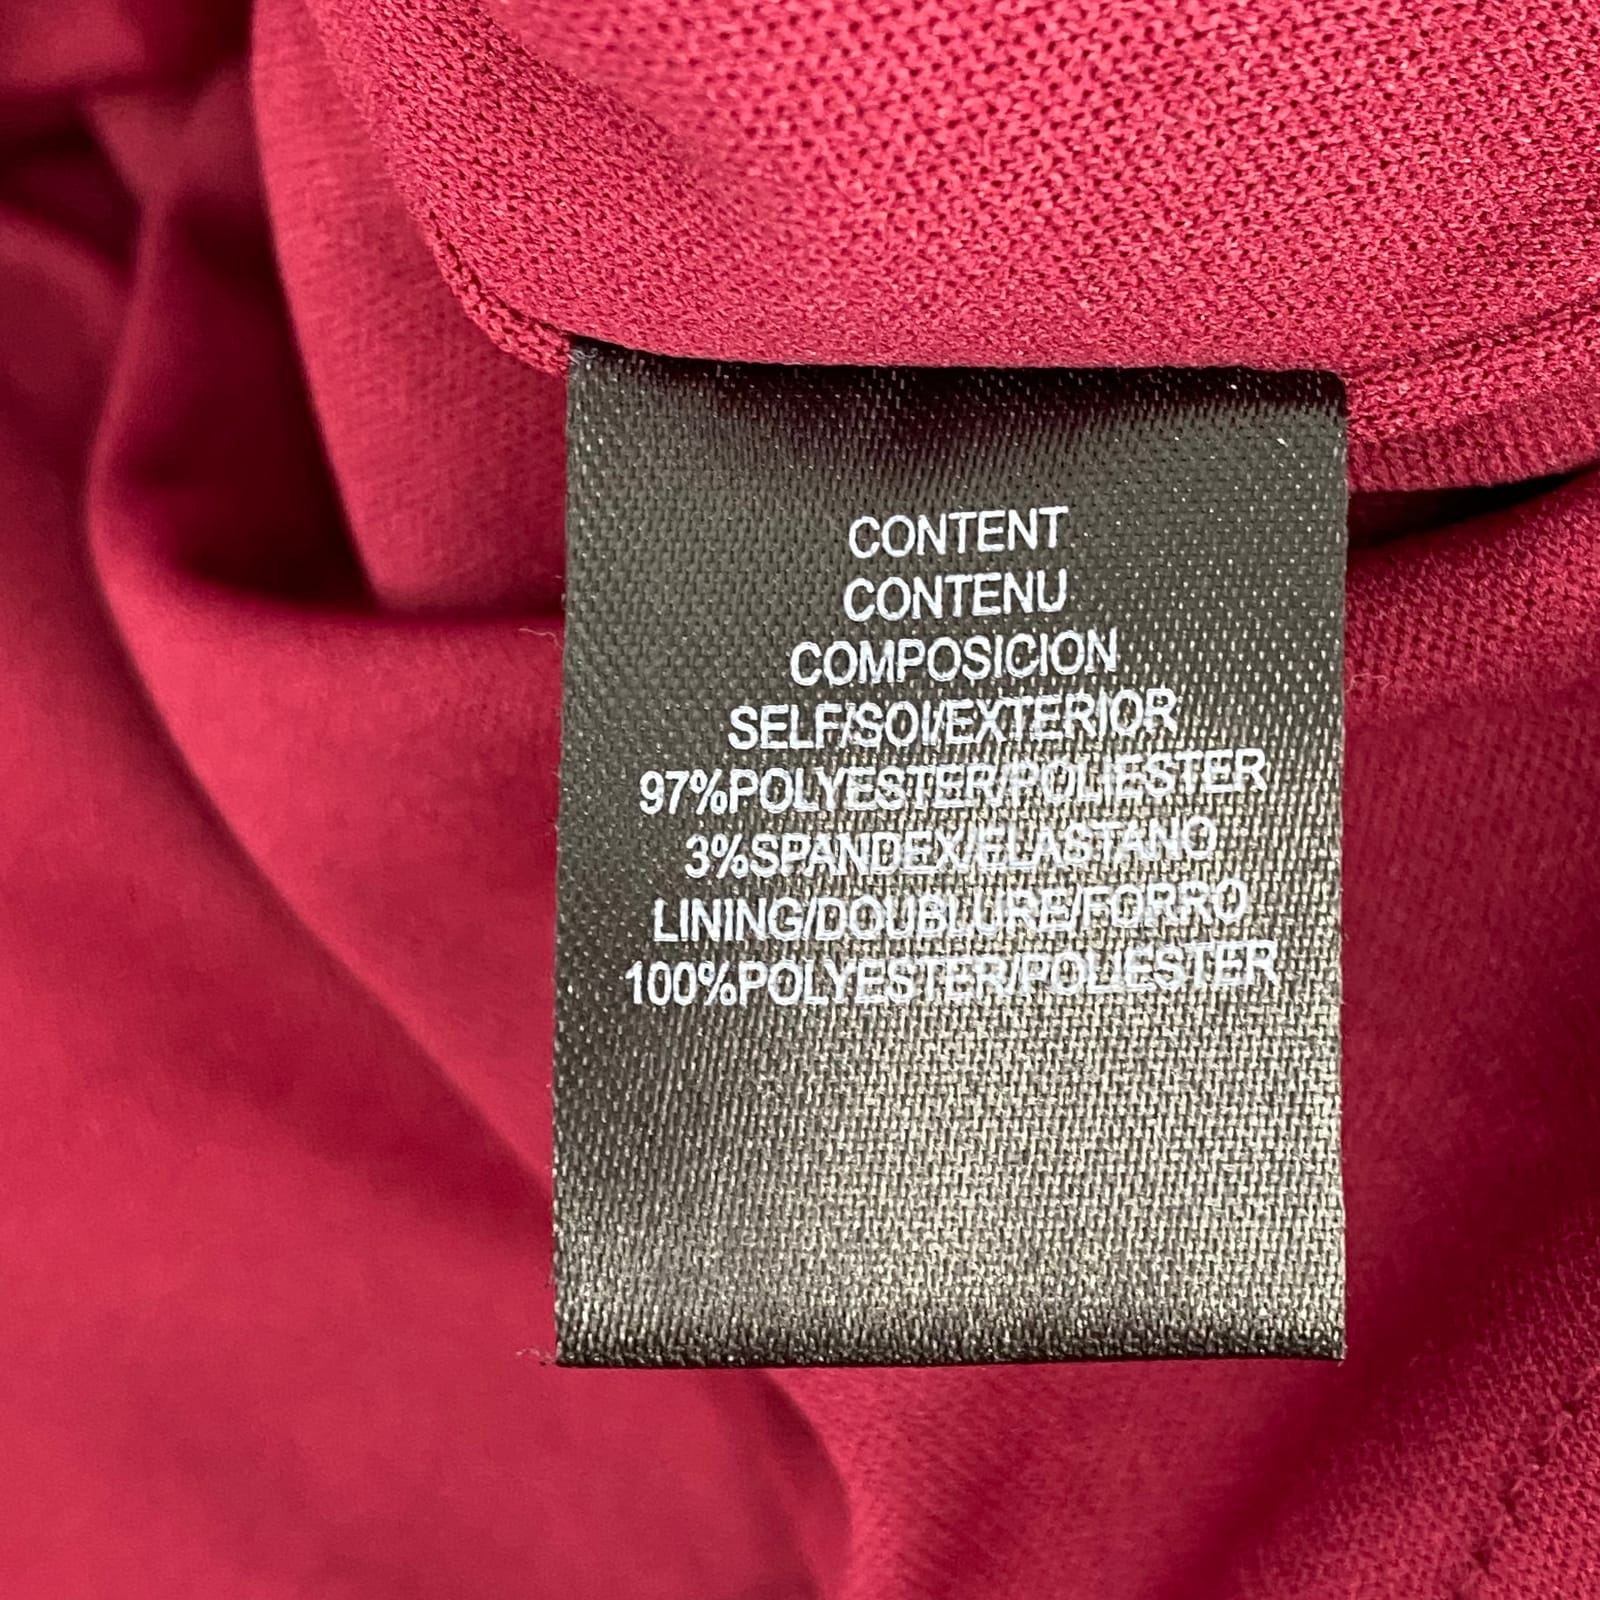 CONTENT
CONTENU
COMPOSICION
SELF/SOI/EXTERIOR
97%POLYESTER/POLIESTER
3%SPANDEX/ELASTANO
LINING/DOUBLURE/FORRO
100%POLYESTER/POLIESTER